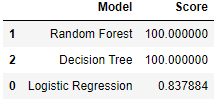 Model Score
1 Random Forest 100.000000
2 Decision Tree 100.000000
0 Logistic Regression 0.837884